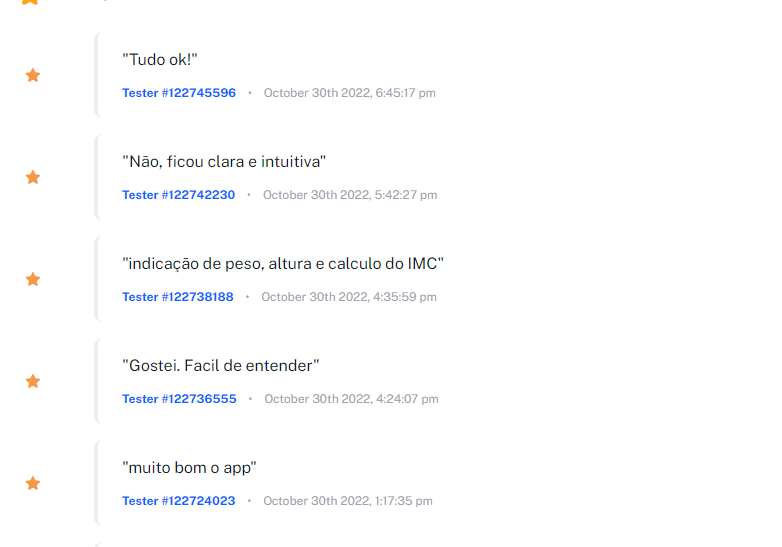 "Tudo ok!"
Tester #122745596 • October 30th 2022, 6:45:17 pm
"Não, ficou clara e intuitiva"
Tester #122742230 • October 30th 2022, 5:42:27 pm
"indicação de peso, altura e calculo do IMC"
Tester #122738188 • October 30th 2022, 4:35:59 pm
"Gostei. Facil de entender"
Tester #122736555 • October 30th 2022, 4:24:07 pm
"muito bom o app"
Tester #122724023 • October 30th 2022, 1:17:35 pm